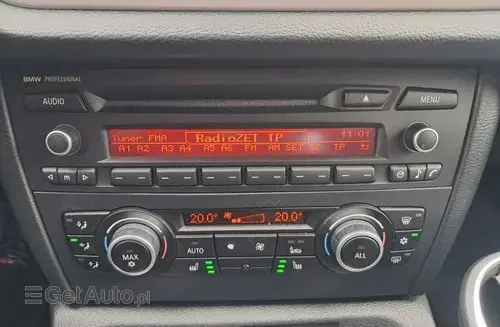 BMW PROFESSIONAL
AUDIO
MENU
Tuner FMA RadioZET TP 11:01
A1 A2 A3 A4 A5 A6 FM AM SET SC TP
m
20.0° 20.0°
AUTO
MAX
ALL
GetAuto.pl